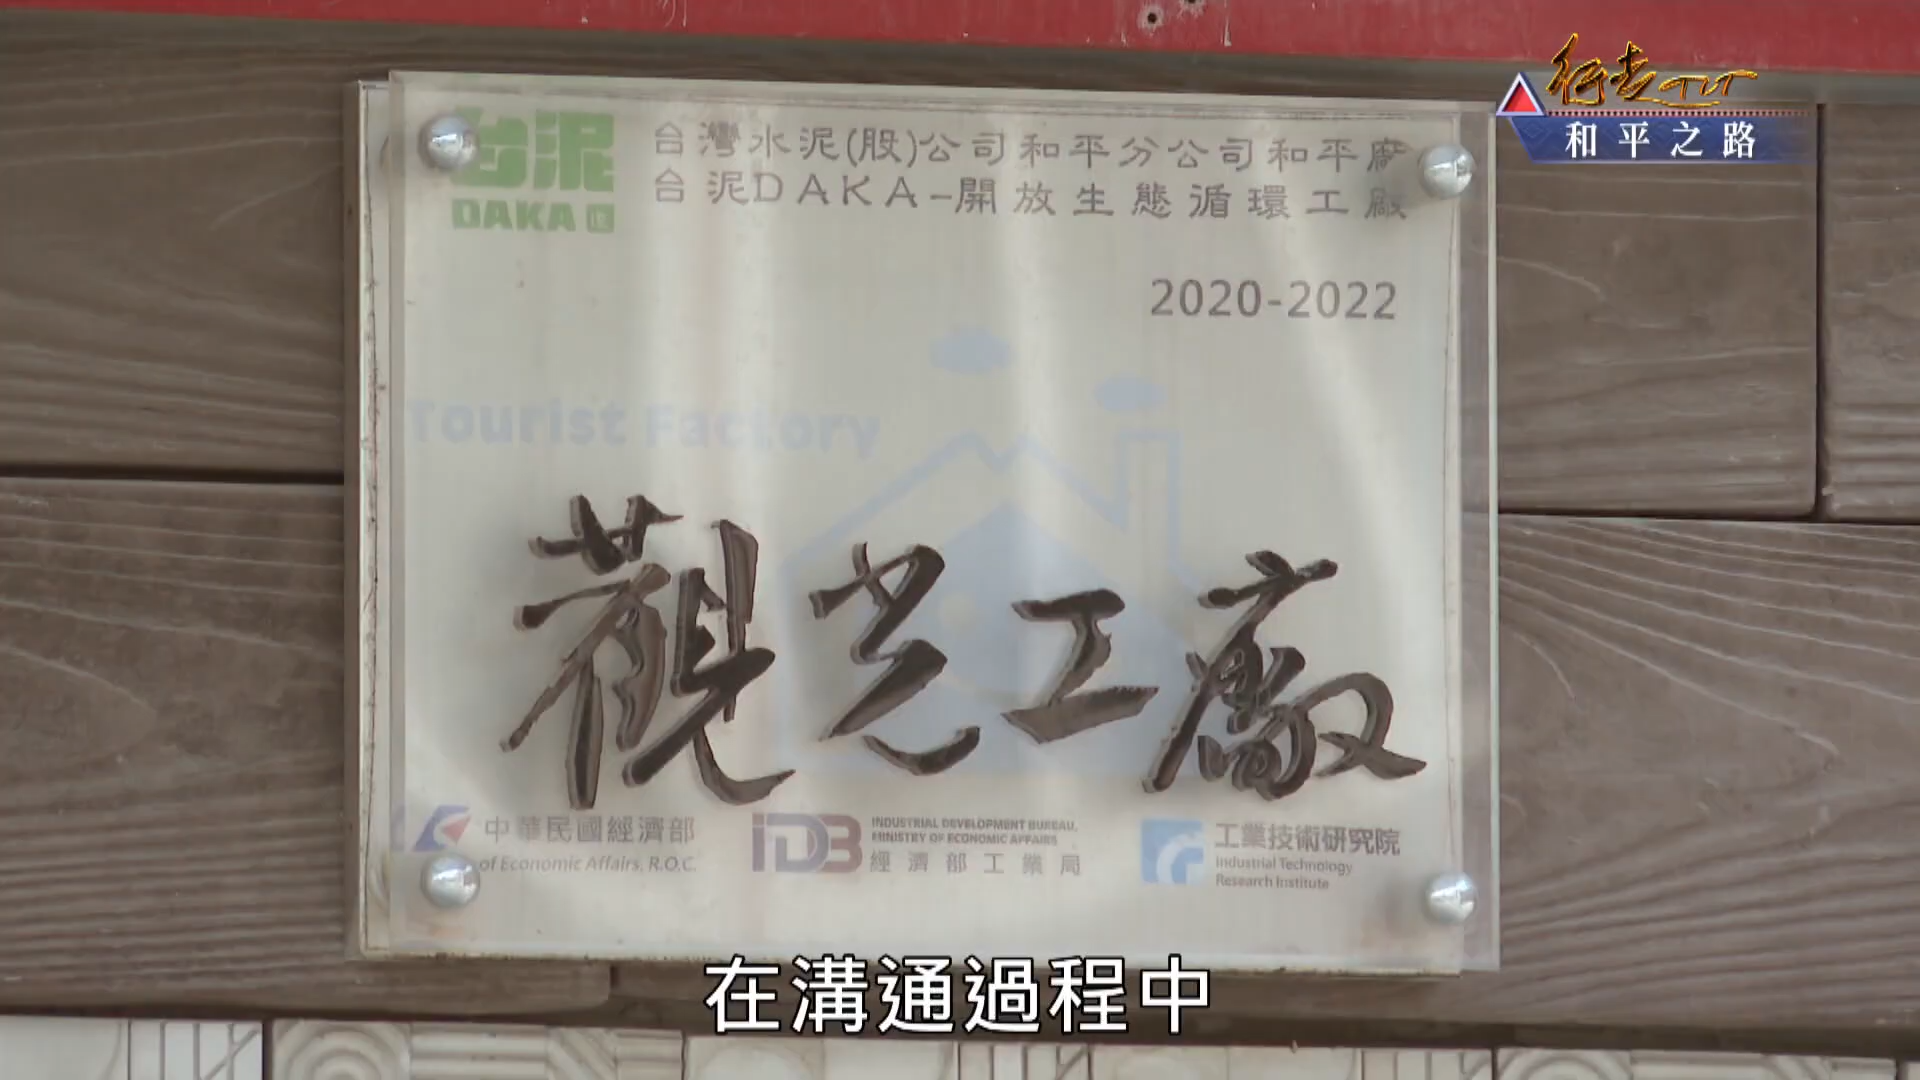 行走TIT
和平之路
台泥
DAKA
台灣水泥(股)公司和平分公司和平廠
台泥DAKA-開放生態循環工廠
2020-2022
Tourist Factory
觀光工廠
中華民國經濟部
of Economic Affairs, R.O.C.
IDB
INDUSTRIAL DEVELOPMENT BUREAU,
MINISTRY OF ECONOMIC AFFAIRS
經濟部工業局
工業技術研究院
Industrial Technology
Research Institute
在溝通過程中